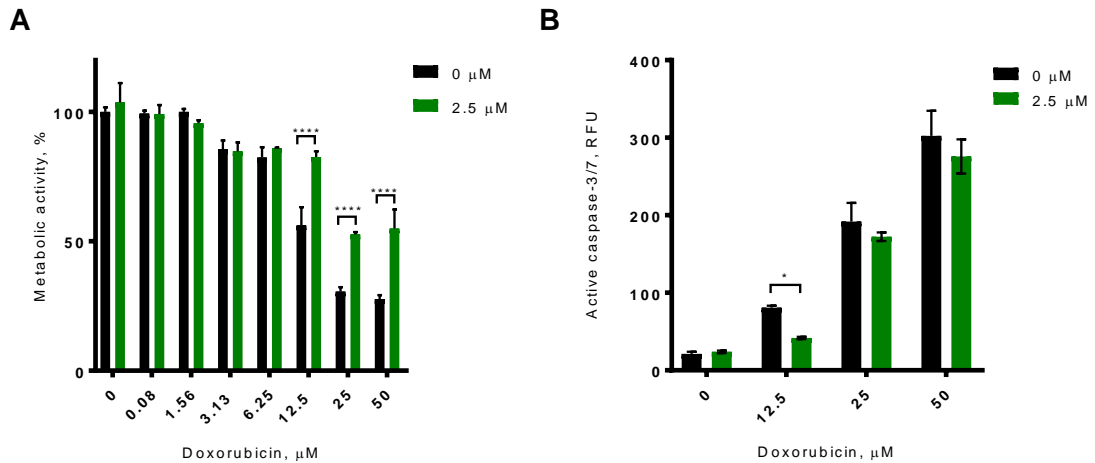 A
Metabolic activity, %
100
50
0
0 μM
2.5 μM
****
****
****
0
0.08
1.56
3.13
6.25
12.5
25
50
Doxorubicin, μM
B
Active caspase-3/7, RFU
400
300
200
100
0
0 μM
2.5 μM
*
0
12.5
25
50
Doxorubicin, μM